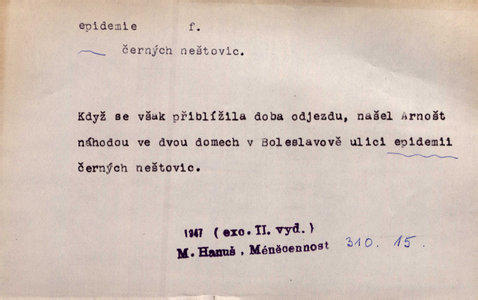 epidemie f.
černých neštovic.
Když se však přiblížila doba odjezdu, našel Arnošt
náhodou ve dvou domech v Boleslavově ulici epidemii
černých neštovic.
1947 (exc. II. vyd.)
M. Hanuš, Méněcennost 310. 15.